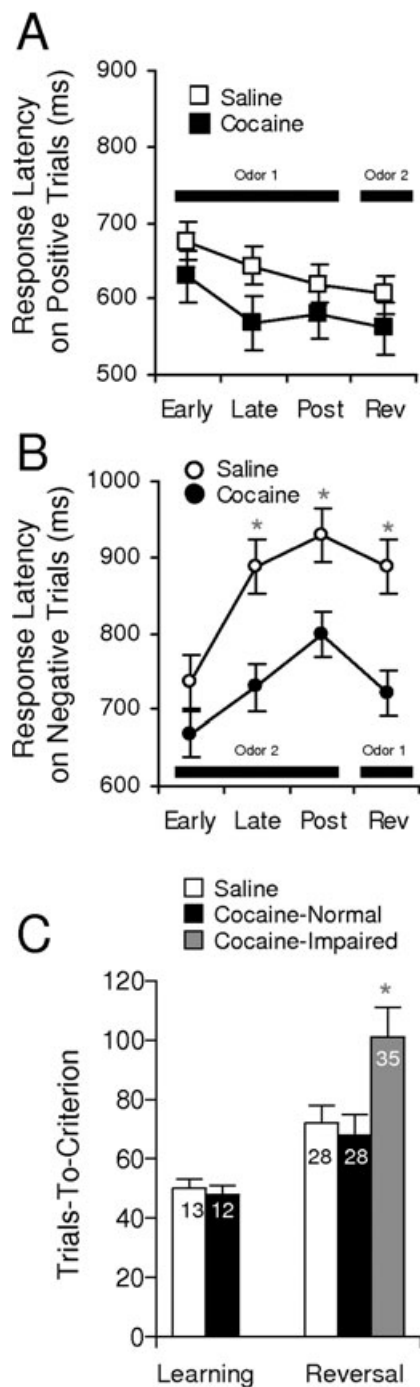 A
Response Latency
on Positive Trials (ms)
900
800
700
600
500
Saline
Cocaine
Odor 1 Odor 2
Early Late Post Rev
B
Response Latency
on Negative Trials (ms)
1000
900
800
700
600
Saline
Cocaine
* * *
Odor 2 Odor 1
Early Late Post Rev
C
Saline
Cocaine-Normal
Cocaine-Impaired
Trials-To-Criterion
120
100
80
60
40
20
0
*
13 12 28 28 35
Learning Reversal